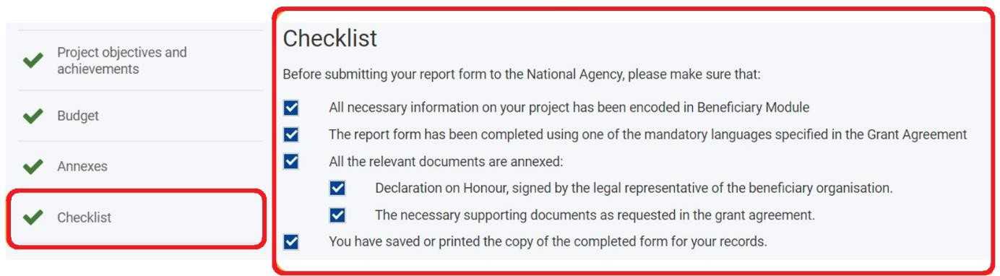 Project objectives and
achievements
Budget
Annexes
Checklist
Checklist
Before submitting your report form to the National Agency, please make sure that:
All necessary information on your project has been encoded in Beneficiary Module
The report form has been completed using one of the mandatory languages specified in the Grant Agreement
All the relevant documents are annexed:
Declaration on Honour, signed by the legal representative of the beneficiary organisation.
The necessary supporting documents as requested in the grant agreement.
You have saved or printed the copy of the completed form for your records.